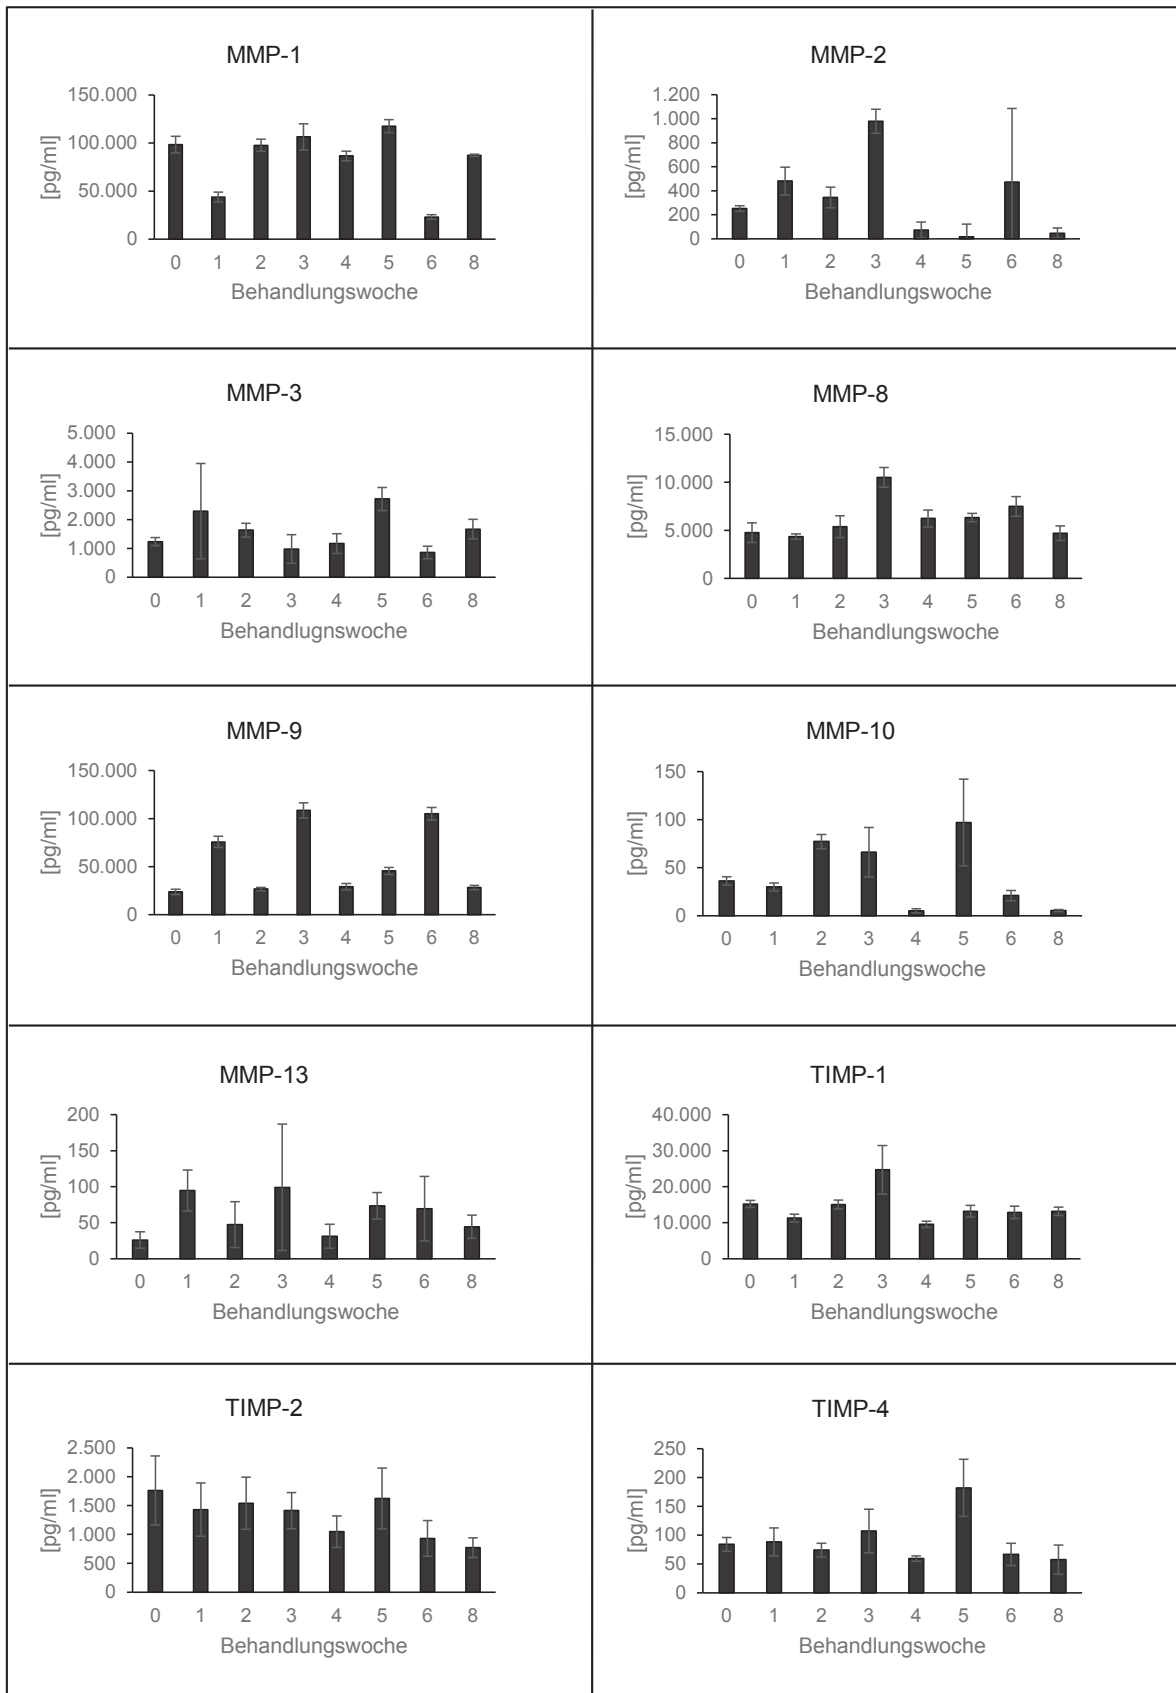 MMP-1
150.000
100.000
50.000
0
[pg/ml]
0 1 2 3 4 5 6 8
Behandlungswoche
MMP-2
1.200
1.000
800
600
400
200
0
[pg/ml]
0 1 2 3 4 5 6 8
Behandlungswoche
MMP-3
5.000
4.000
3.000
2.000
1.000
0
[pg/ml]
0 1 2 3 4 5 6 8
Behandlugnswoche
MMP-8
15.000
10.000
5.000
0
[pg/ml]
0 1 2 3 4 5 6 8
Behandlungswoche
MMP-9
150.000
100.000
50.000
0
[pg/ml]
0 1 2 3 4 5 6 8
Behandlungswoche
MMP-10
150
100
50
0
[pg/ml]
0 1 2 3 4 5 6 8
Behandlungswoche
MMP-13
200
150
100
50
0
[pg/ml]
0 1 2 3 4 5 6 8
Behandlungswoche
TIMP-1
40.000
30.000
20.000
10.000
0
[pg/ml]
0 1 2 3 4 5 6 8
Behandlungswoche
TIMP-2
2.500
2.000
1.500
1.000
500
0
[pg/ml]
0 1 2 3 4 5 6 8
Behandlungswoche
TIMP-4
250
200
150
100
50
0
[pg/ml]
0 1 2 3 4 5 6 8
Behandlungswoche